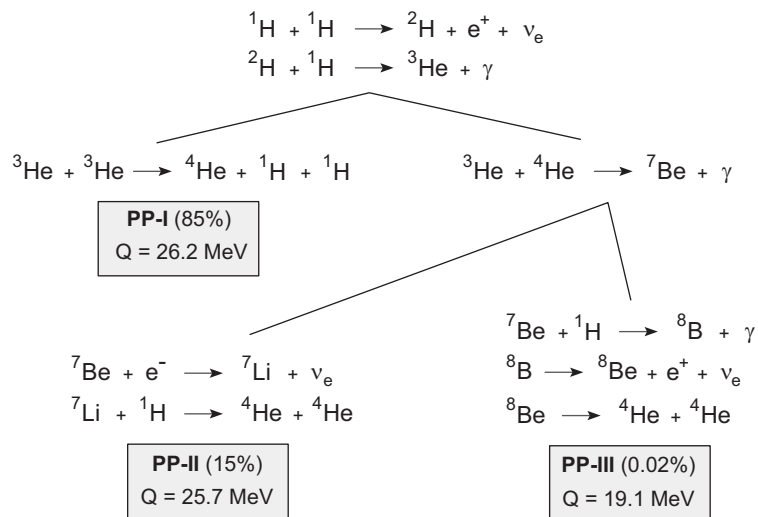 ¹H + ¹H ⟶ ²H + e⁺ + νₑ
²H + ¹H ⟶ ³He + γ
³He + ³He ⟶ ⁴He + ¹H + ¹H
PP-I (85%)
Q = 26.2 MeV
³He + ⁴He ⟶ ⁷Be + γ
⁷Be + e⁻ ⟶ ⁷Li + νₑ
⁷Li + ¹H ⟶ ⁴He + ⁴He
PP-II (15%)
Q = 25.7 MeV
⁷Be + ¹H ⟶ ⁸B + γ
⁸B ⟶ ⁸Be + e⁺ + νₑ
⁸Be ⟶ ⁴He + ⁴He
PP-III (0.02%)
Q = 19.1 MeV